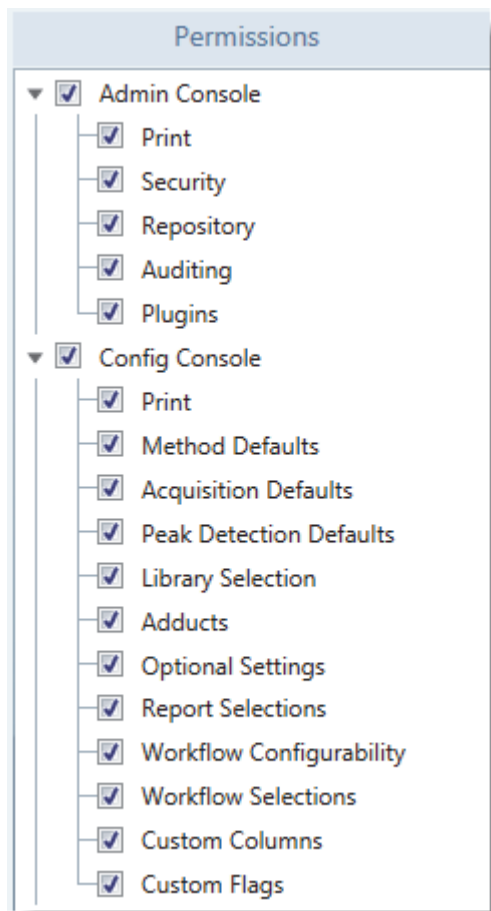 Permissions
Admin Console
Print
Security
Repository
Auditing
Plugins
Config Console
Print
Method Defaults
Acquisition Defaults
Peak Detection Defaults
Library Selection
Adducts
Optional Settings
Report Selections
Workflow Configurability
Workflow Selections
Custom Columns
Custom Flags